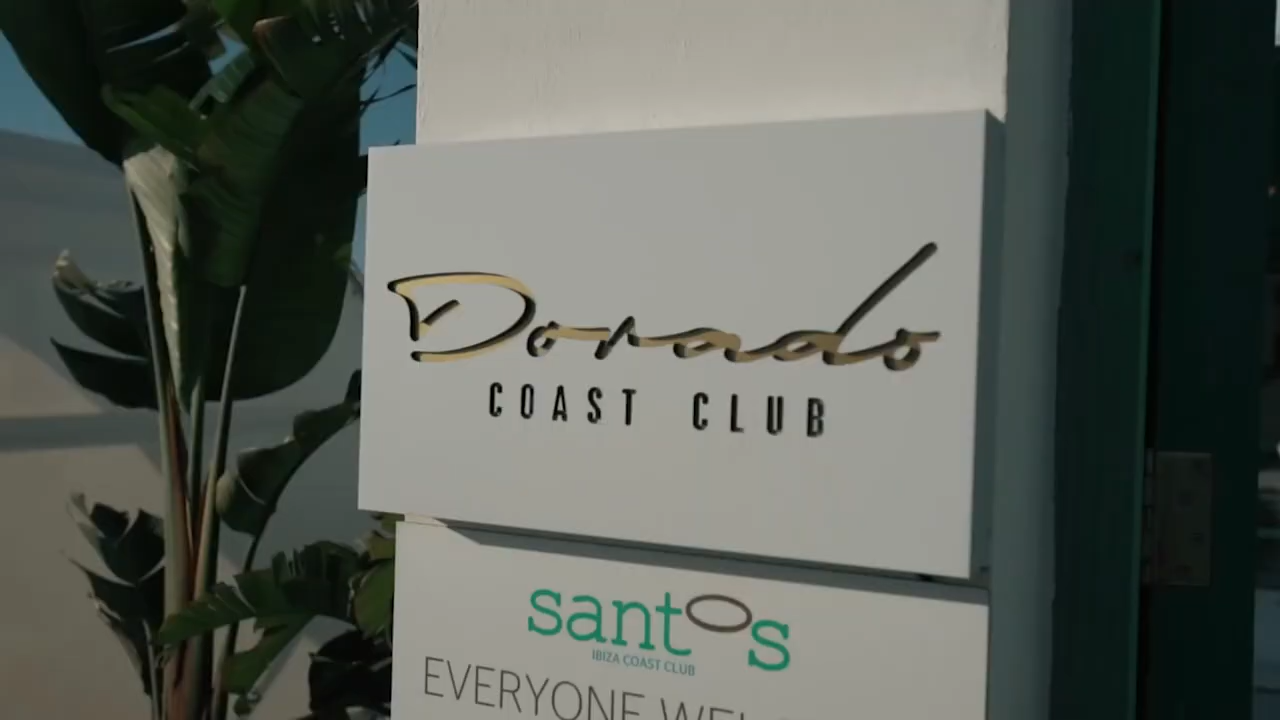 Dorado
COAST CLUB
santos
IBIZA COAST CLUB
EVERYONE